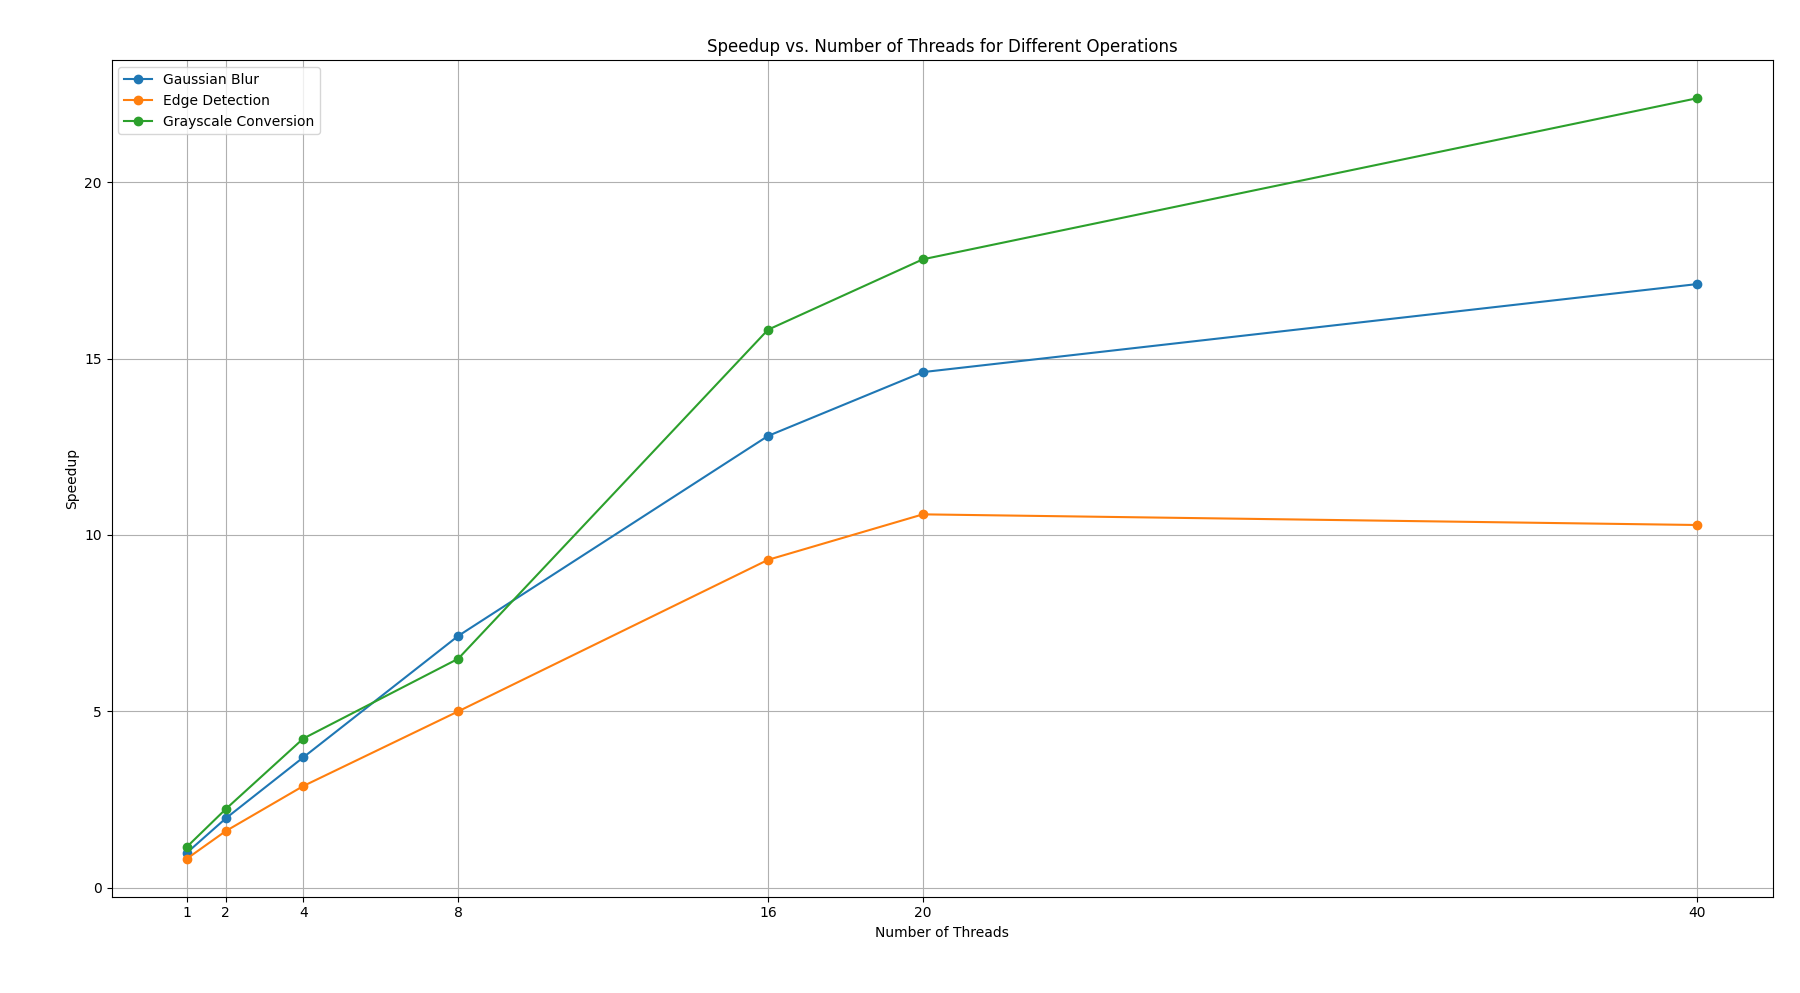 Speedup vs. Number of Threads for Different Operations
Gaussian Blur
Edge Detection
Grayscale Conversion
20
15
10
5
0
Speedup
1 2 4 8 16 20 40
Number of Threads